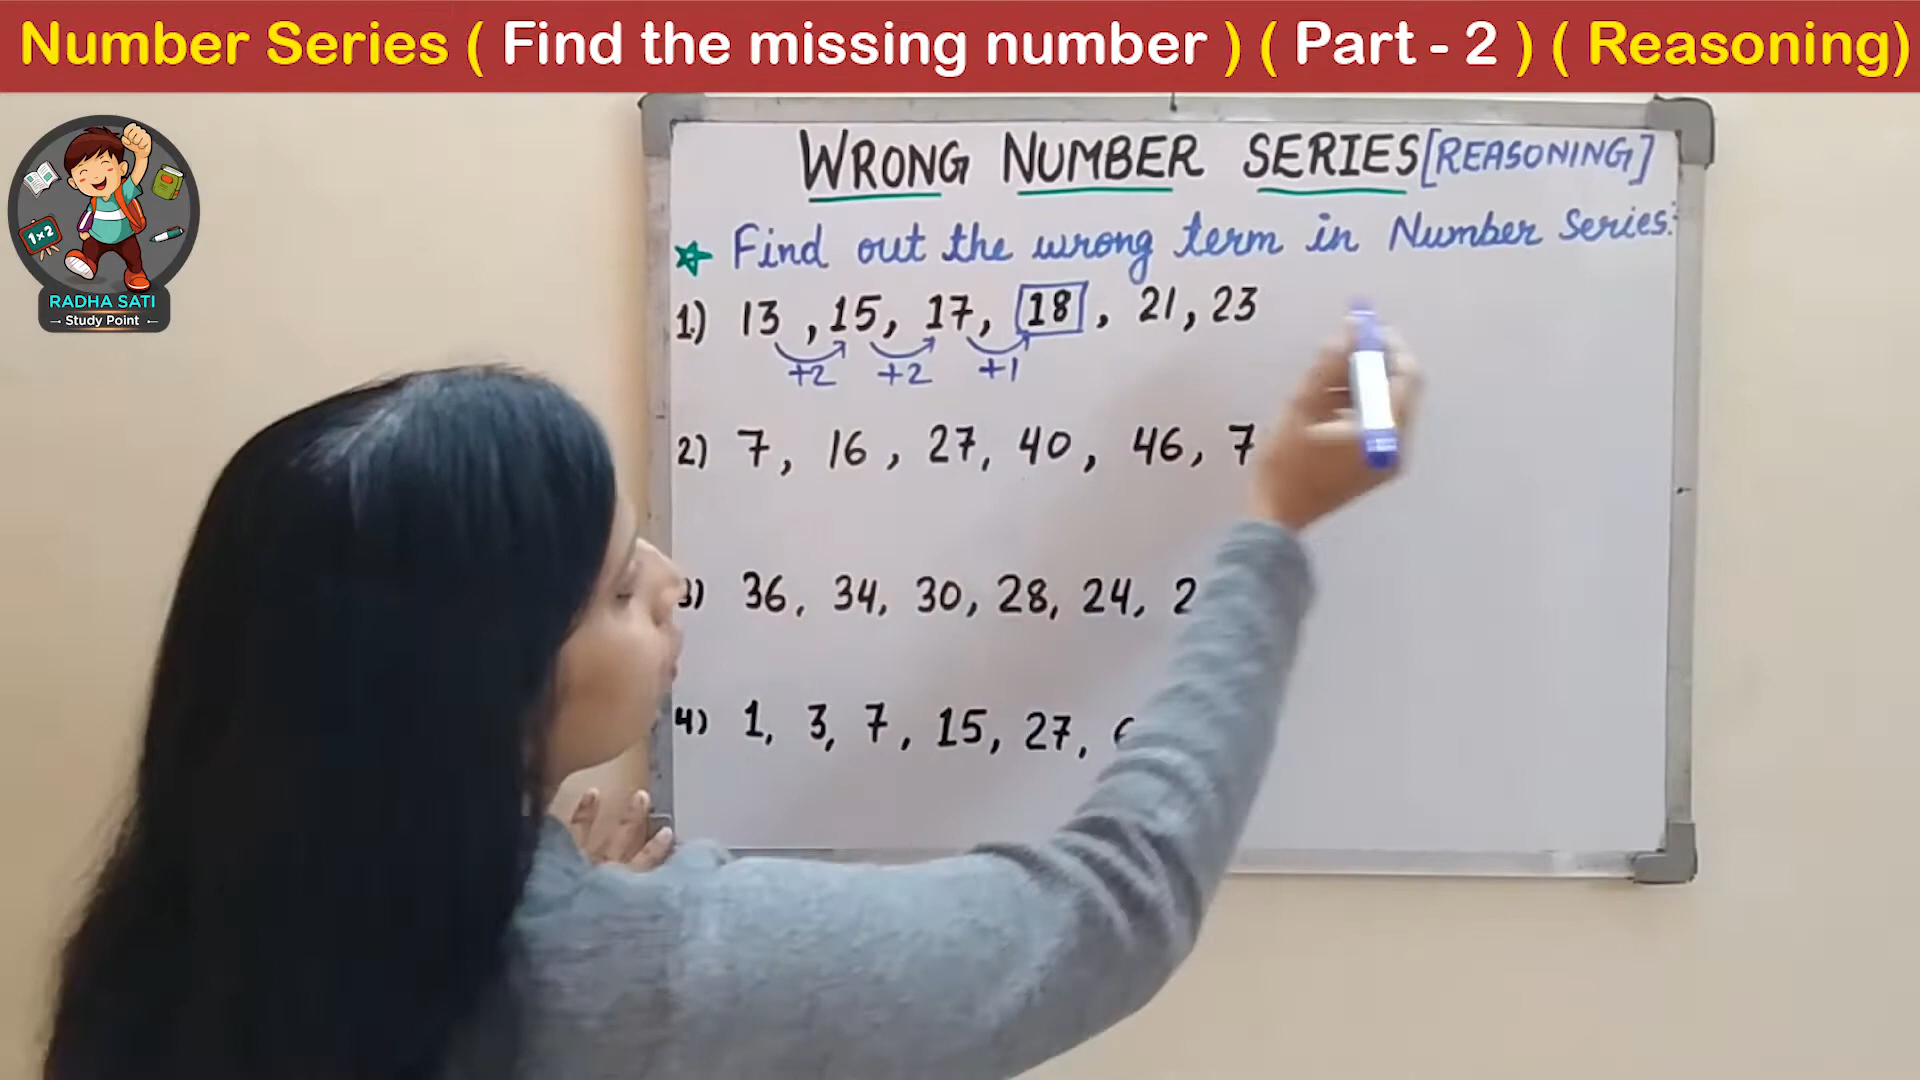 Number Series ( Find the missing number ) ( Part - 2 ) ( Reasoning)
1x2
RADHA SATI
Study Point
WRONG NUMBER SERIES [REASONING]
Find out the wrong term in Number Series:
1) 13, 15, 17, 18, 21, 23
+2 +2 +1
2) 7, 16, 27, 40, 46, 7
3) 36, 34, 30, 28, 24, 2
4) 1, 3, 7, 15, 27,